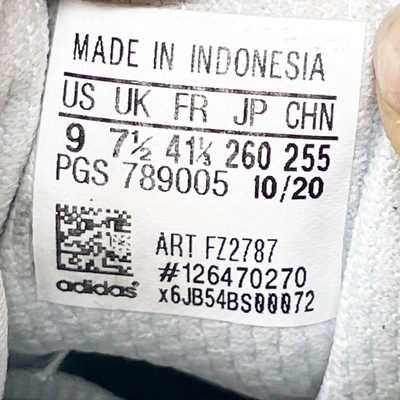 MADE IN INDONESIA
US UK FR JP CHN
9 7½ 41⅓ 260 255
PGS 789005 10/20
ART FZ2787
#126470270
adidas x6JB54BS00072